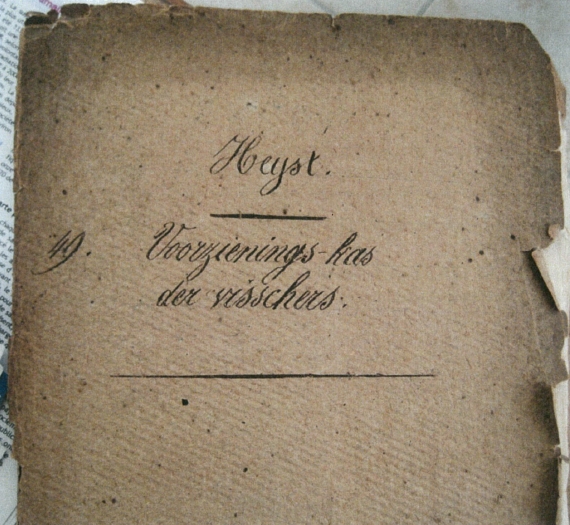 Heyst.
49. Voorzienings-kas
der visschers.